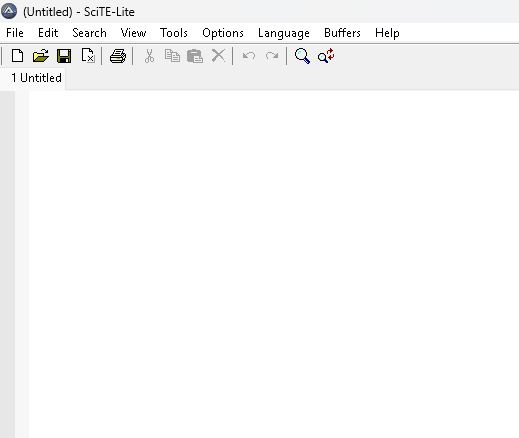 (Untitled) - SciTE-Lite
File Edit Search View Tools Options Language Buffers Help
1 Untitled